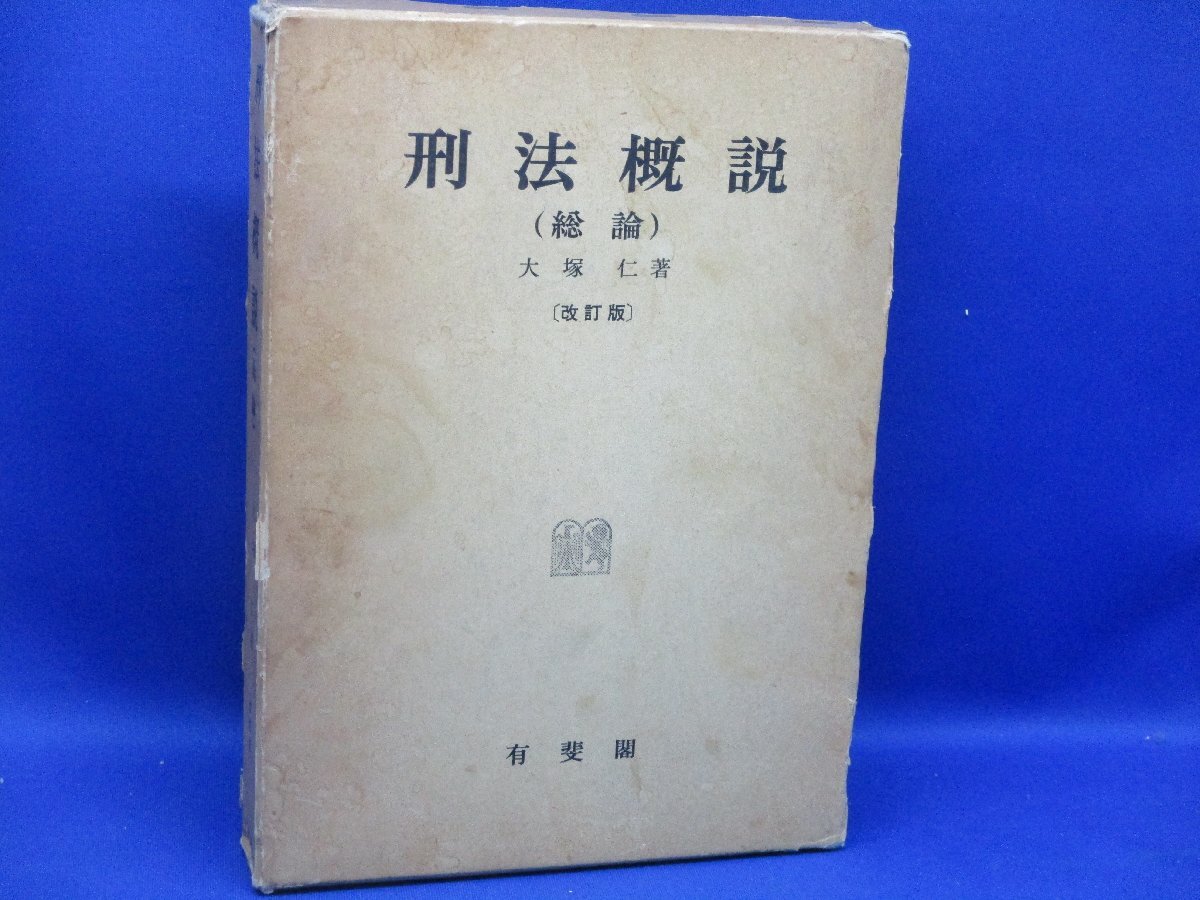 刑法概説
（総論）
大塚 仁著
〔改訂版〕
有斐閣